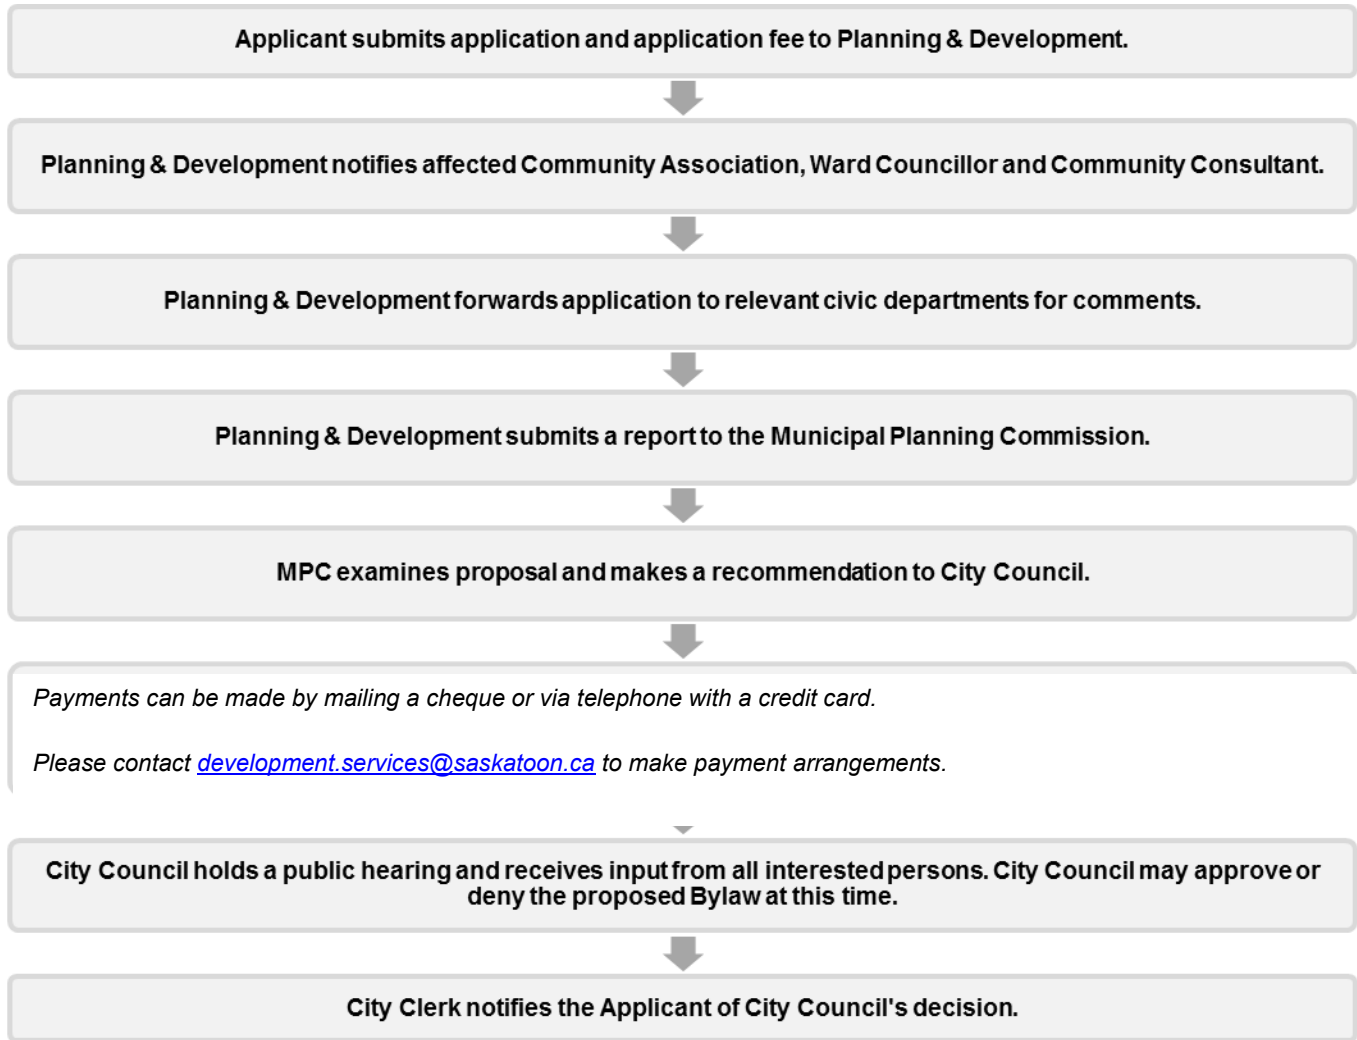 Applicant submits application and application fee to Planning & Development.
Planning & Development notifies affected Community Association, Ward Councillor and Community Consultant.
Planning & Development forwards application to relevant civic departments for comments.
Planning & Development submits a report to the Municipal Planning Commission.
MPC examines proposal and makes a recommendation to City Council.
Payments can be made by mailing a cheque or via telephone with a credit card.
Please contact development.services@saskatoon.ca to make payment arrangements.
City Council holds a public hearing and receives input from all interested persons. City Council may approve or
deny the proposed Bylaw at this time.
City Clerk notifies the Applicant of City Council's decision.